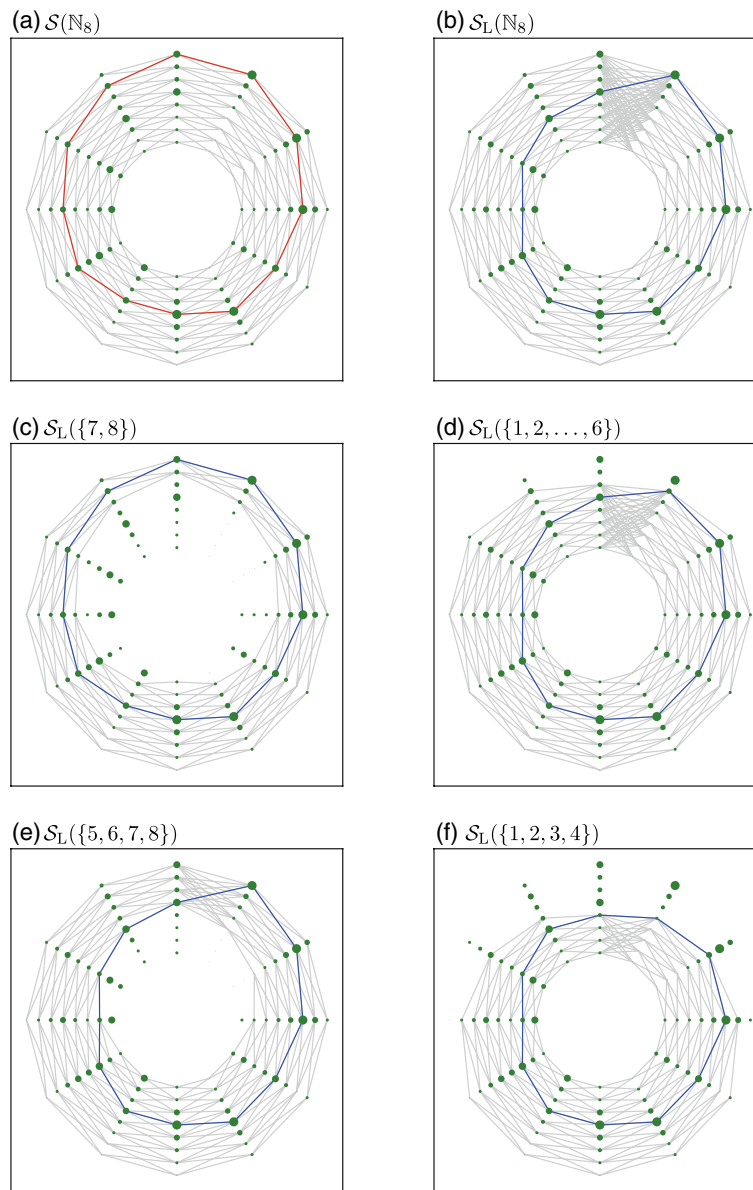 (a) 𝒮(ℕ₈)
(b) 𝒮_L(ℕ₈)
(c) 𝒮_L({7, 8})
(d) 𝒮_L({1, 2, . . . , 6})
(e) 𝒮_L({5, 6, 7, 8})
(f) 𝒮_L({1, 2, 3, 4})